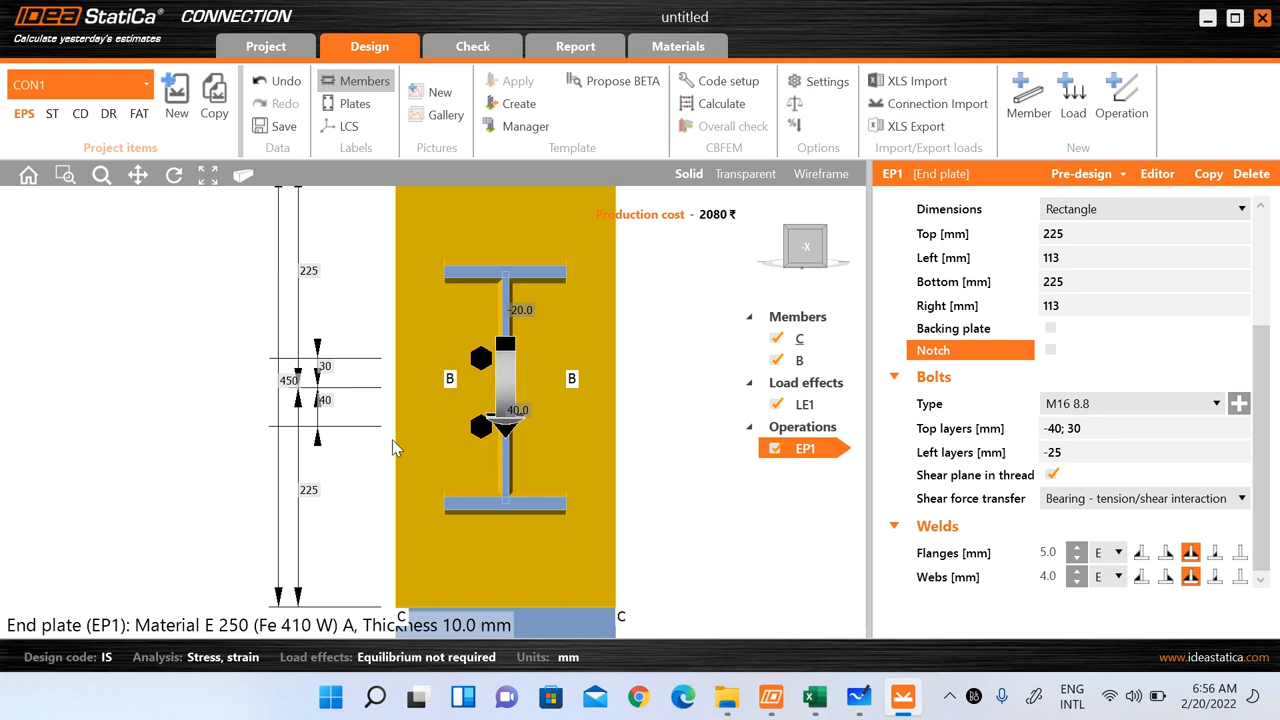 IDEA StatiCa® CONNECTION
Calculate yesterday's estimates
untitled
Project Design Check Report Materials
CON1
EPS ST CD DR FAT
New Copy
Project items
Undo
Redo
Save
Data
Members
Plates
LCS
Labels
New
Gallery
Pictures
Apply
Create
Manager
Propose BETA
Template
Code setup
Calculate
Overall check
CBFEM
Settings
Options
XLS Import
Connection Import
XLS Export
Import/Export loads
Member Load Operation
New
Solid Transparent Wireframe
EP1 [End plate] Pre-design Editor Copy Delete
Production cost - 2080 ₹
-X
225
30
450
40
225
-20.0
B B
40.0
C C
Members
C
B
Load effects
LE1
Operations
EP1
Dimensions Rectangle
Top [mm] 225
Left [mm] 113
Bottom [mm] 225
Right [mm] 113
Backing plate
Notch
Bolts
Type M16 8.8
Top layers [mm] -40; 30
Left layers [mm] -25
Shear plane in thread
Shear force transfer Bearing - tension/shear interaction
Welds
Flanges [mm] 5.0 E
Webs [mm] 4.0 E
End plate (EP1): Material E 250 (Fe 410 W) A, Thickness 10.0 mm
Design code: IS Analysis: Stress, strain Load effects: Equilibrium not required Units: mm
www.ideastatica.com
ENG
INTL
6:56 AM
2/20/2022